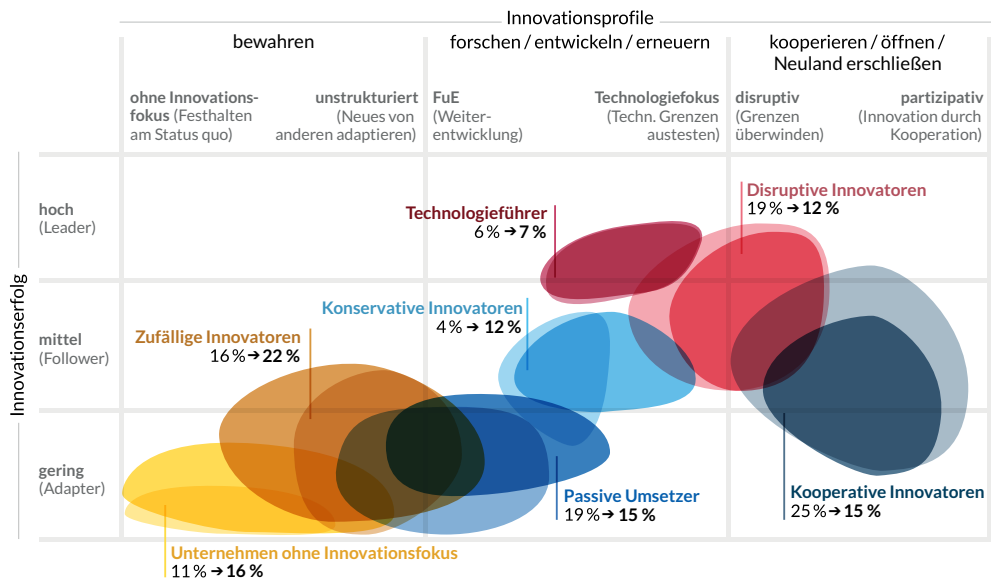 Innovationsprofile
bewahren
forschen / entwickeln / erneuern
kooperieren / öffnen /
Neuland erschließen
ohne Innovations-
fokus (Festhalten
am Status quo)
unstrukturiert
(Neues von
anderen adaptieren)
FuE
(Weiter-
entwicklung)
Technologiefokus
(Techn. Grenzen
austesten)
disruptiv
(Grenzen
überwinden)
partizipativ
(Innovation durch
Kooperation)
Innovationserfolg
hoch
(Leader)
mittel
(Follower)
gering
(Adapter)
Technologieführer
6 % ➔ 7 %
Disruptive Innovatoren
19 % ➔ 12 %
Konservative Innovatoren
4 % ➔ 12 %
Zufällige Innovatoren
16 % ➔ 22 %
Passive Umsetzer
19 % ➔ 15 %
Kooperative Innovatoren
25 % ➔ 15 %
Unternehmen ohne Innovationsfokus
11 % ➔ 16 %